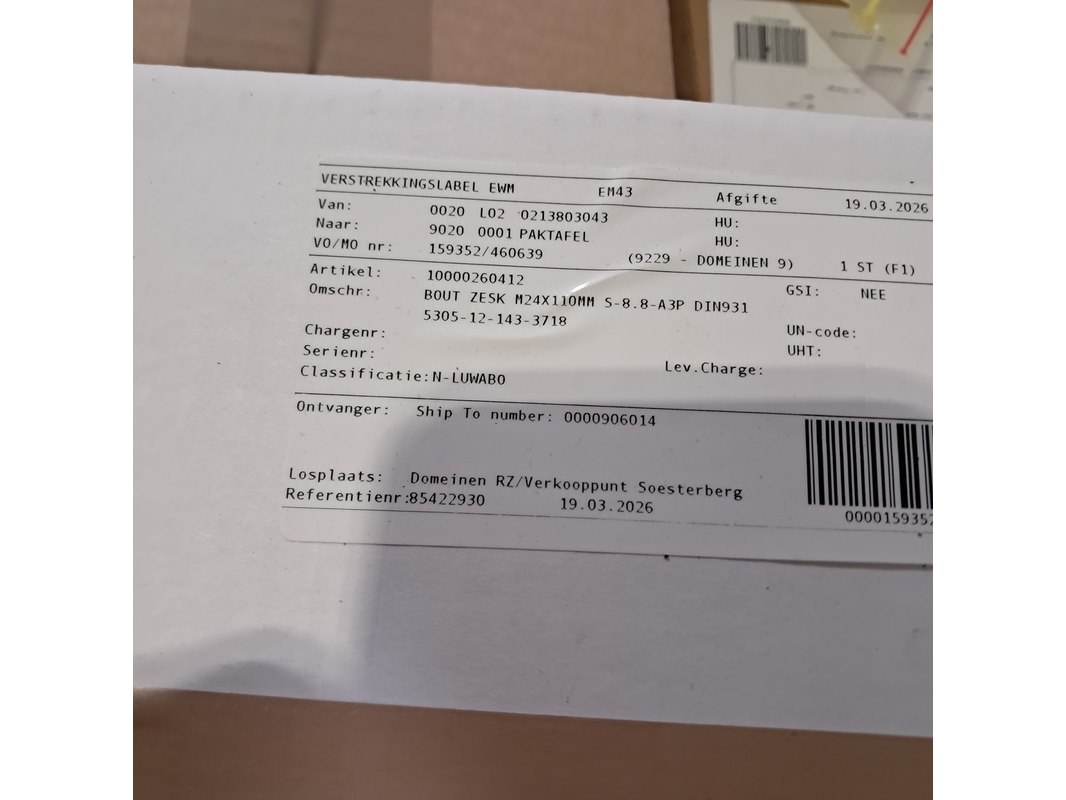 VERSTREKKINGSLABEL EWM EM43 Afgifte 19.03.2026
Van: 0020 L02 0213803043 HU:
Naar: 9020 0001 PAKTAFEL HU:
VO/MO nr: 159352/460639 (9229 - DOMEINEN 9) 1 ST (F1)
Artikel: 10000260412 GSI: NEE
Omschr: BOUT ZESK M24X110MM S-8.8-A3P DIN931
5305-12-143-3718 UN-code:
Chargenr: UHT:
Serienr: Lev.Charge:
Classificatie:N-LUWABO
Ontvanger: Ship To number: 0000906014
Losplaats: Domeinen RZ/Verkooppunt Soesterberg
Referentienr:85422930 19.03.2026
000015935